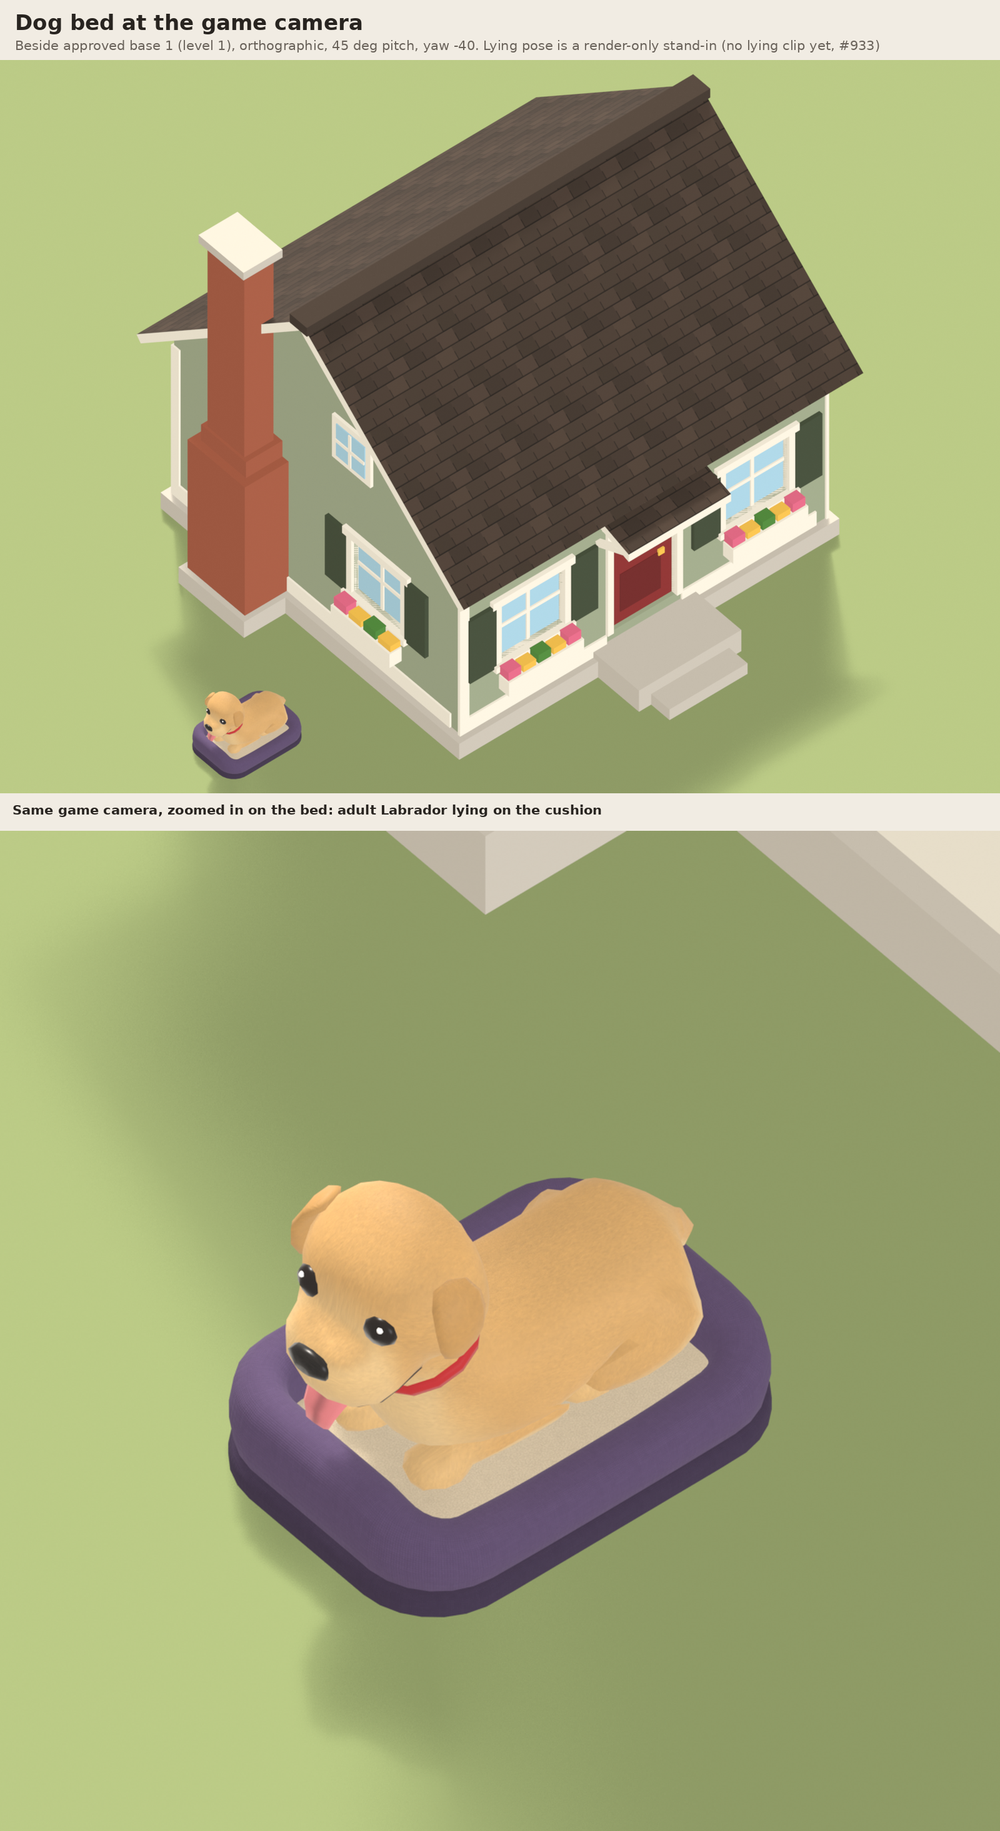 Dog bed at the game camera
Beside approved base 1 (level 1), orthographic, 45 deg pitch, yaw -40. Lying pose is a render-only stand-in (no lying clip yet, #933)
Same game camera, zoomed in on the bed: adult Labrador lying on the cushion